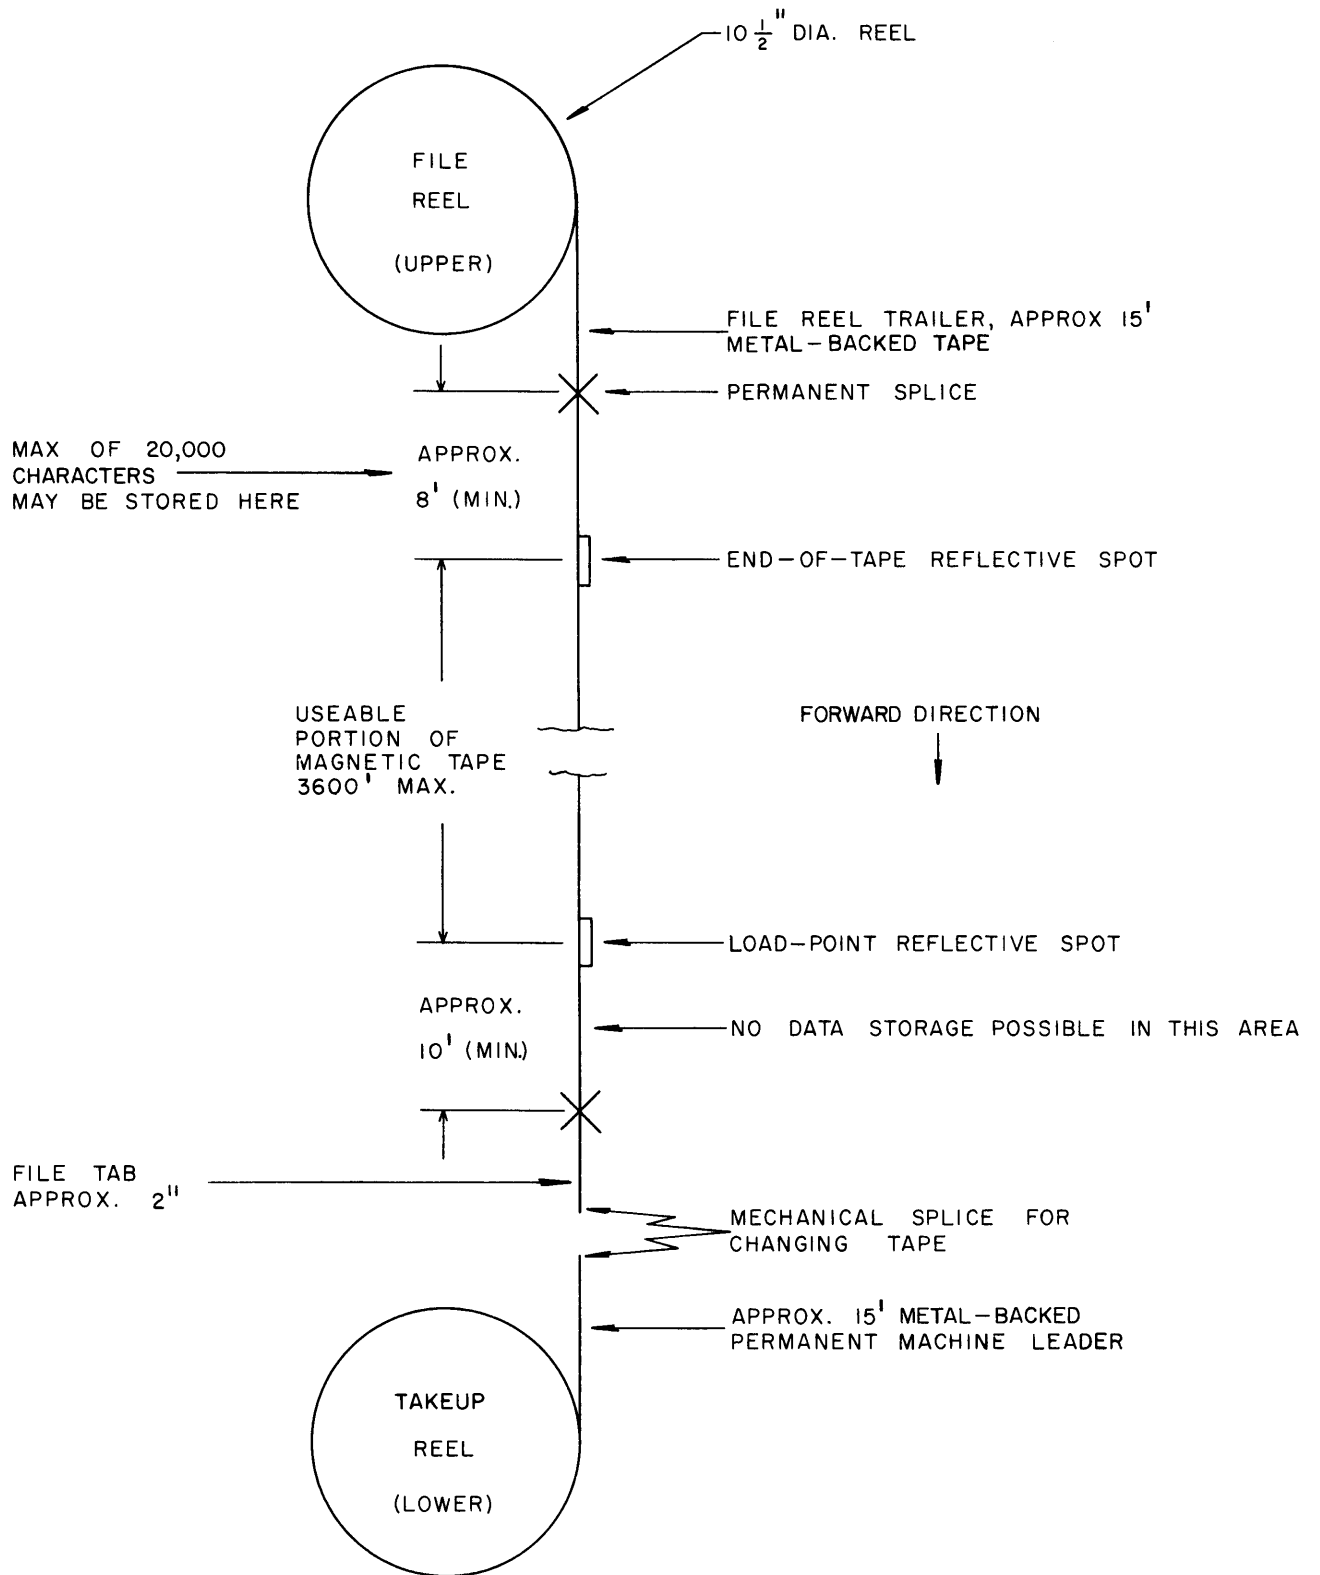 10 1/2" DIA. REEL
FILE
REEL
(UPPER)
FILE REEL TRAILER, APPROX 15'
METAL-BACKED TAPE
PERMANENT SPLICE
MAX OF 20,000
CHARACTERS
MAY BE STORED HERE
APPROX.
8' (MIN.)
END-OF-TAPE REFLECTIVE SPOT
USEABLE
PORTION OF
MAGNETIC TAPE
3600' MAX.
FORWARD DIRECTION
LOAD-POINT REFLECTIVE SPOT
APPROX.
10' (MIN.)
NO DATA STORAGE POSSIBLE IN THIS AREA
FILE TAB
APPROX. 2"
MECHANICAL SPLICE FOR
CHANGING TAPE
APPROX. 15' METAL-BACKED
PERMANENT MACHINE LEADER
TAKEUP
REEL
(LOWER)